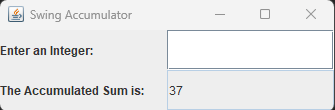 Swing Accumulator
Enter an Integer:
The Accumulated Sum is: 37